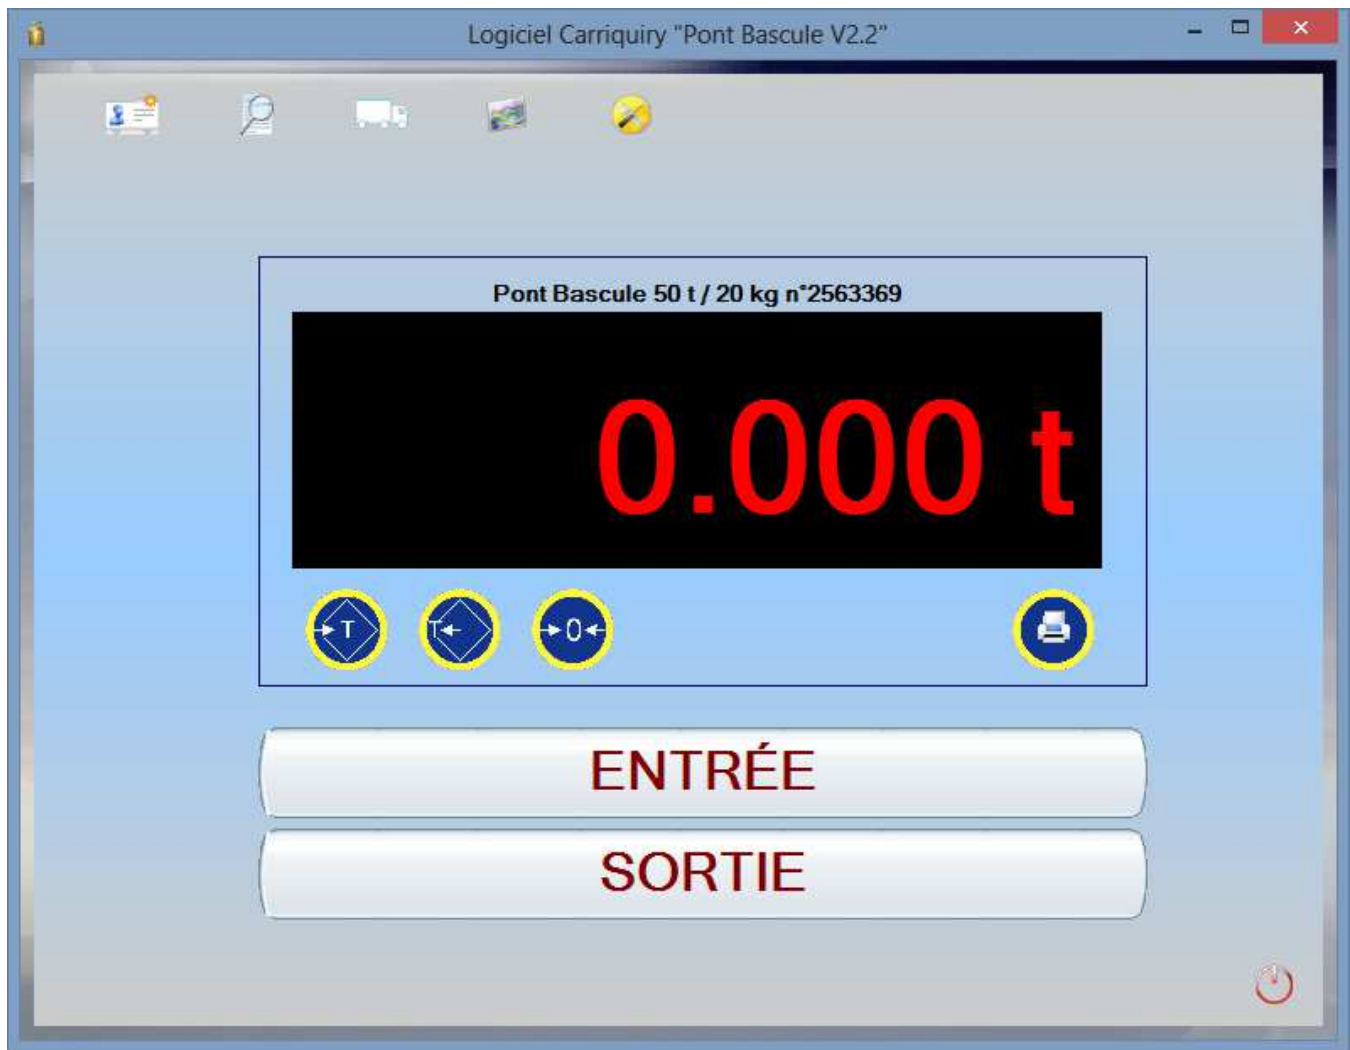 Logiciel Carriquiry "Pont Bascule V2.2"
Pont Bascule 50 t / 20 kg n°2563369
0.000 t
T
T
0
ENTRÉE
SORTIE